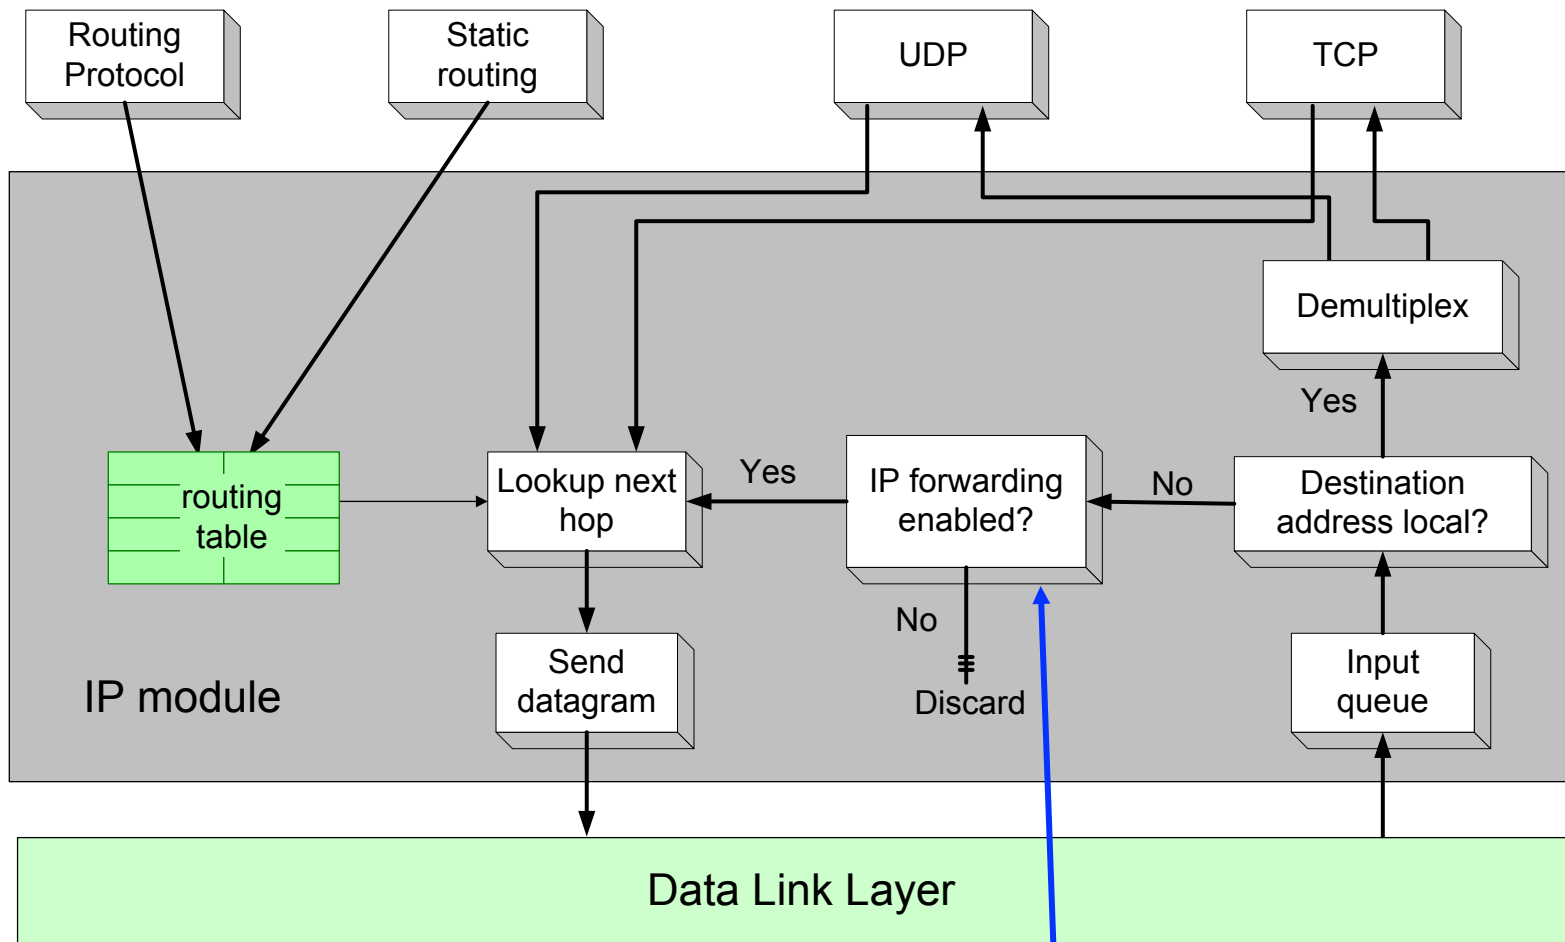 Routing
Protocol
Static
routing
UDP
TCP
Demultiplex
Yes
routing
table
Lookup next
hop
Yes
IP forwarding
enabled?
No
Destination
address local?
No
Discard
Send
datagram
Input
queue
IP module
Data Link Layer